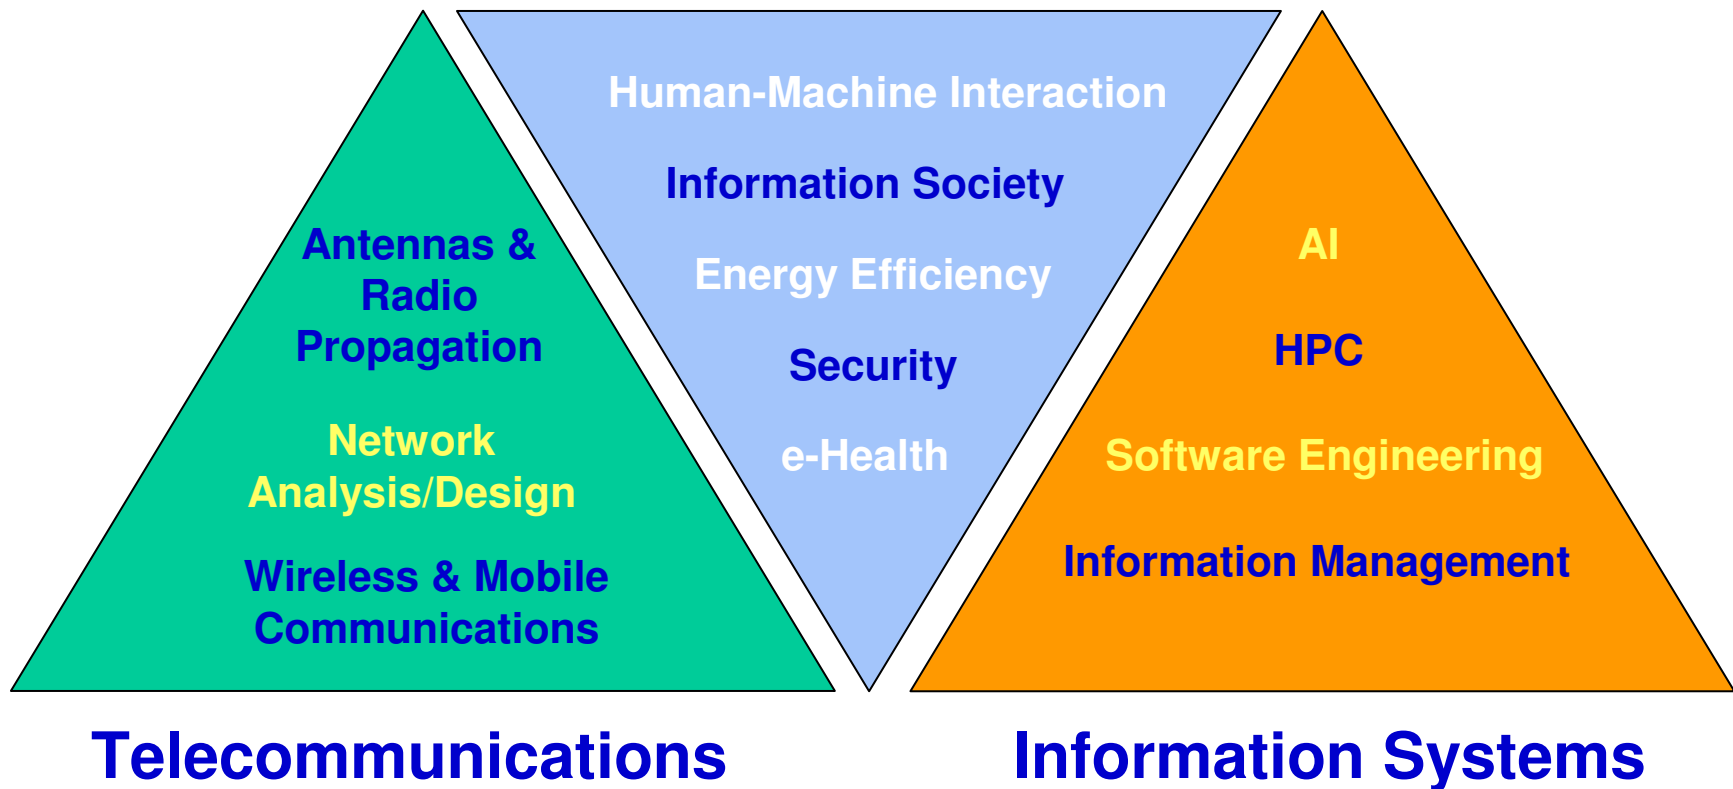 Antennas &
Radio
Propagation
Network
Analysis/Design
Wireless & Mobile
Communications
Human-Machine Interaction
Information Society
Energy Efficiency
Security
e-Health
AI
HPC
Software Engineering
Information Management
Telecommunications
Information Systems